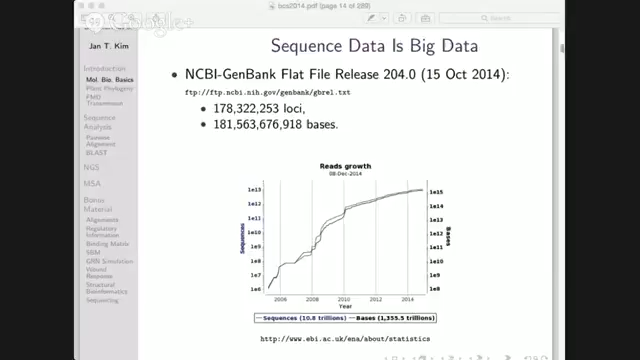 bcs2014.pdf (page 14 of 289)
Search
Google+
Jan T. Kim
Sequence Data Is Big Data
Introduction
Mol. Bio. Basics
Plant Phylogeny
FMD
Transmission
Sequence
Analysis
Pairwise
Alignment
BLAST
NGS
MSA
Bonus
Material
Alignments
Regulatory
Information
Binding Matrix
SBM
GRN Simulation
Wound
Response
Structural
Bioinformatics
Sequencing
• NCBI-GenBank Flat File Release 204.0 (15 Oct 2014):
ftp://ftp.ncbi.nih.gov/genbank/gbrel.txt
• 178,322,253 loci,
• 181,563,676,918 bases.
Reads growth
08-Dec-2014
1e13
1e12
1e11
1e10
1e9
1e8
1e7
1e6
Sequences
1e15
1e14
1e13
1e12
1e11
1e10
1e9
1e8
Bases
2006 2008 2010 2012 2014
Year
Sequences (10.8 trillions) Bases (1,355.5 trillions)
http://www.ebi.ac.uk/ena/about/statistics